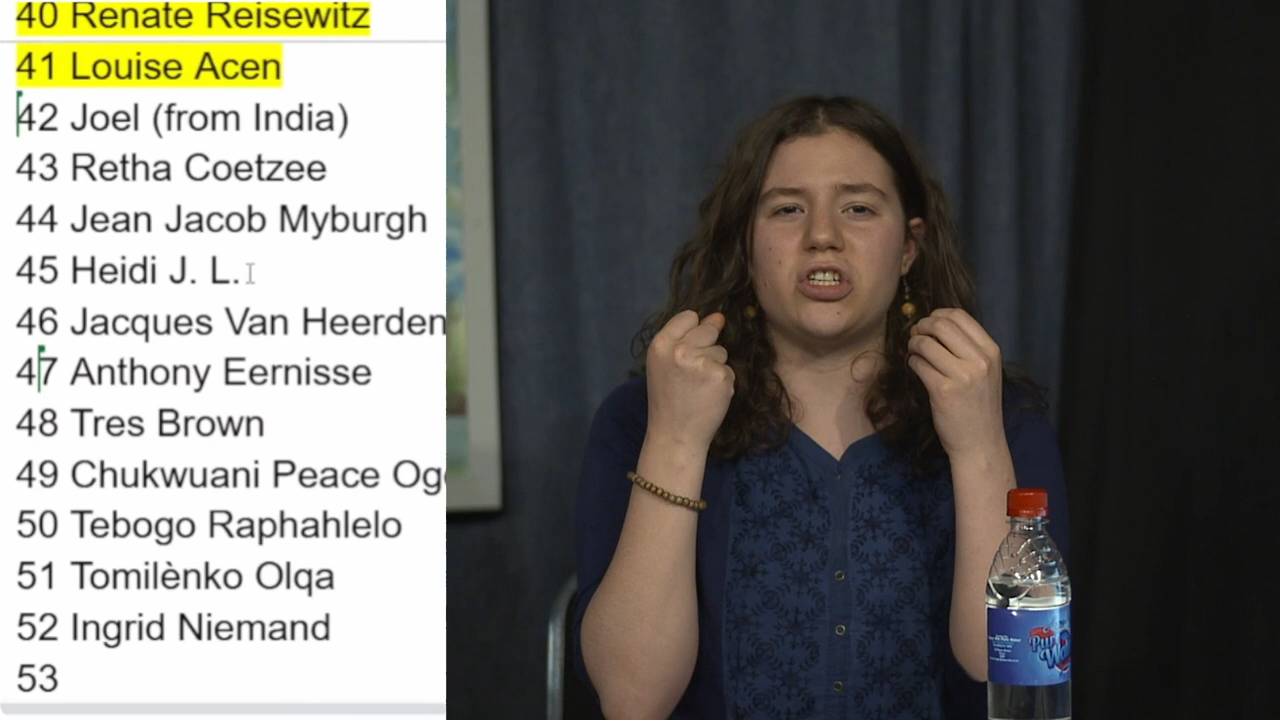 40 Renate Reisewitz
41 Louise Acen
42 Joel (from India)
43 Retha Coetzee
44 Jean Jacob Myburgh
45 Heidi J. L.
46 Jacques Van Heerden
47 Anthony Eernisse
48 Tres Brown
49 Chukwuani Peace
50 Tebogo Raphahlelo
51 Tomilènko Olqa
52 Ingrid Niemand
53